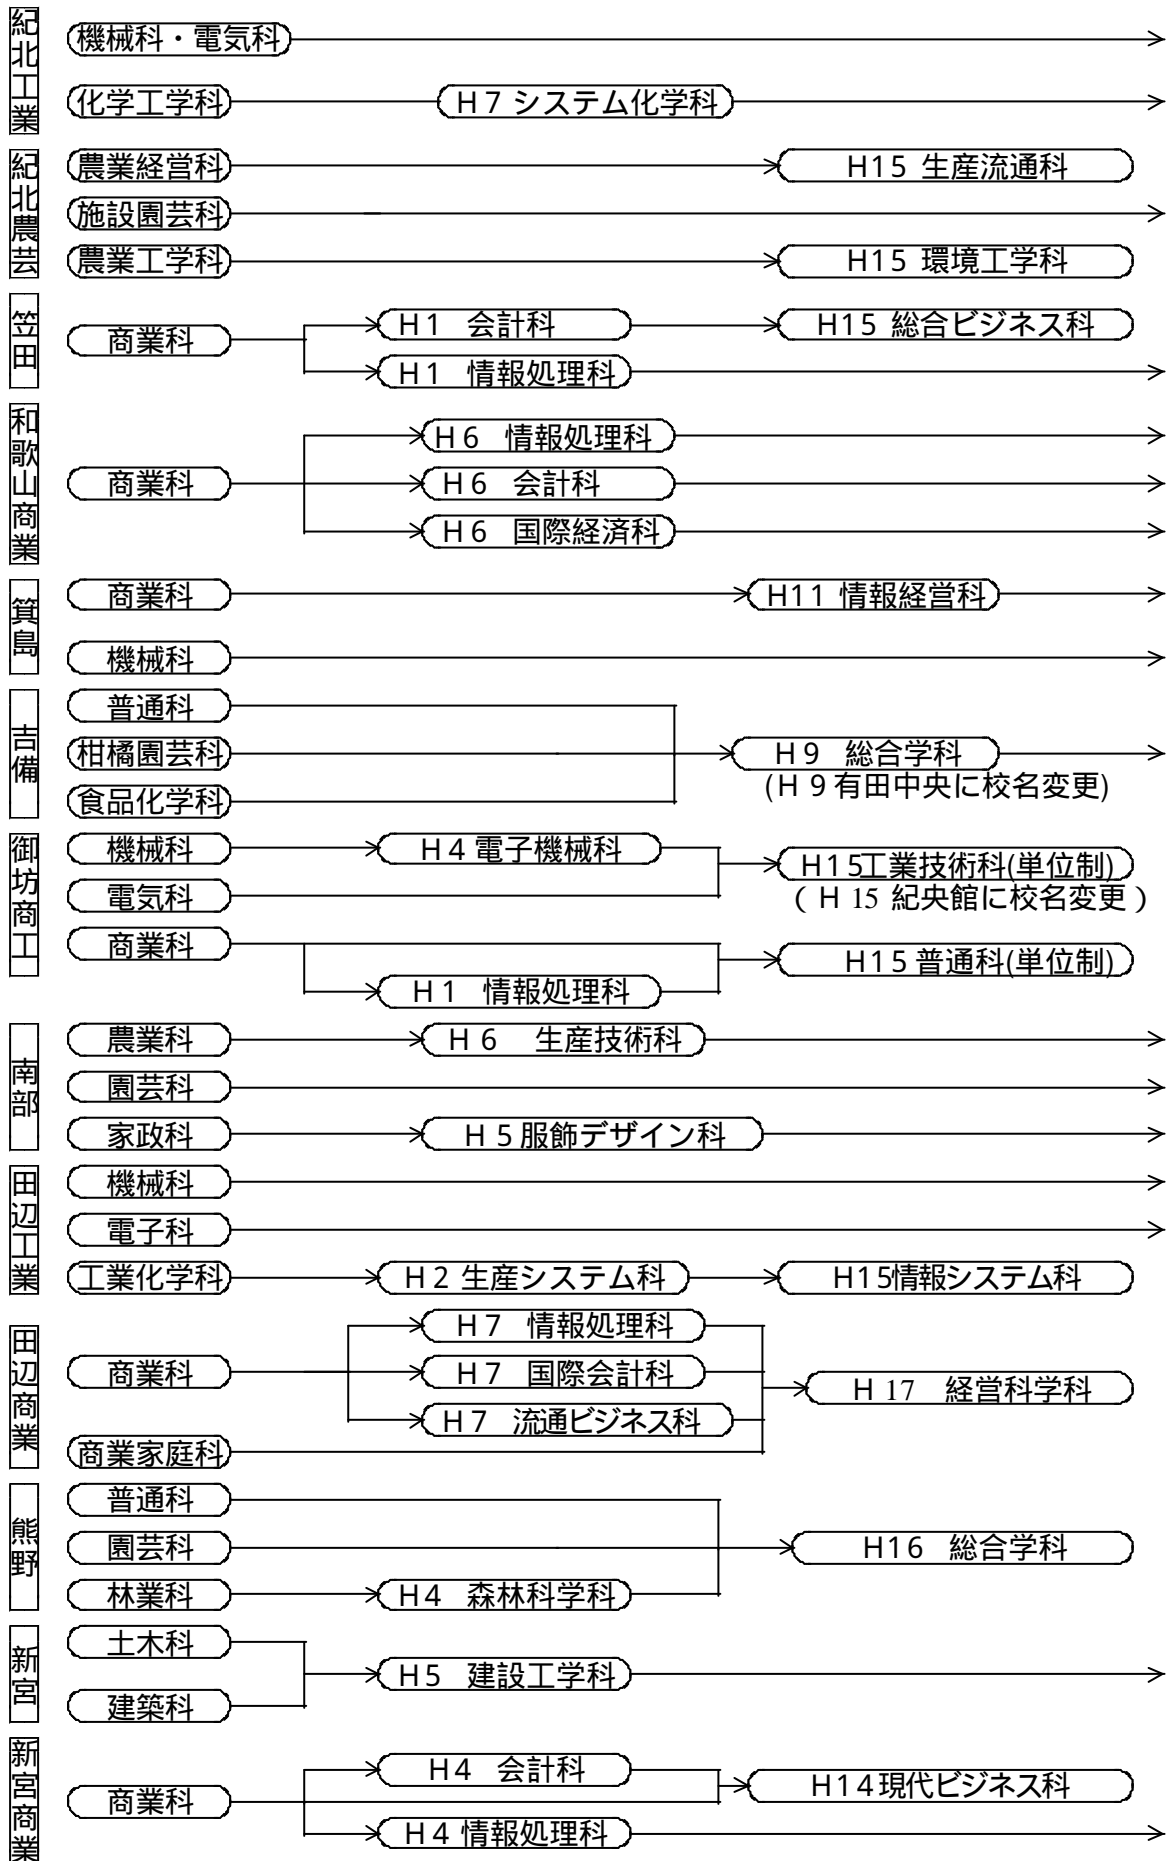 紀北工業
機械科・電気科
化学工学科 H7 システム化学科
紀北農芸
農業経営科 H15 生産流通科
施設園芸科
農業工学科 H15 環境工学科
笠田
商業科
H1 会計科 H15 総合ビジネス科
H1 情報処理科
和歌山商業
商業科
H6 情報処理科
H6 会計科
H6 国際経済科
箕島
商業科 H11 情報経営科
機械科
吉備
普通科
柑橘園芸科 H9 総合学科
(H9有田中央に校名変更)
食品化学科
御坊商工
機械科 H4電子機械科 H15工業技術科(単位制)
(H 15 紀央館に校名変更)
電気科
商業科 H15普通科(単位制)
H1 情報処理科
南部
農業科 H6 生産技術科
園芸科
家政科 H5服飾デザイン科
田辺工業
機械科
電子科
工業化学科 H2 生産システム科 H15情報システム科
田辺商業
商業科
H7 情報処理科
H7 国際会計科 H 17 経営科学科
H7 流通ビジネス科
商業家庭科
熊野
普通科
園芸科 H16 総合学科
林業科 H4 森林科学科
新宮
土木科
H5 建設工学科
建築科
新宮商業
商業科
H4 会計科 H14現代ビジネス科
H4情報処理科